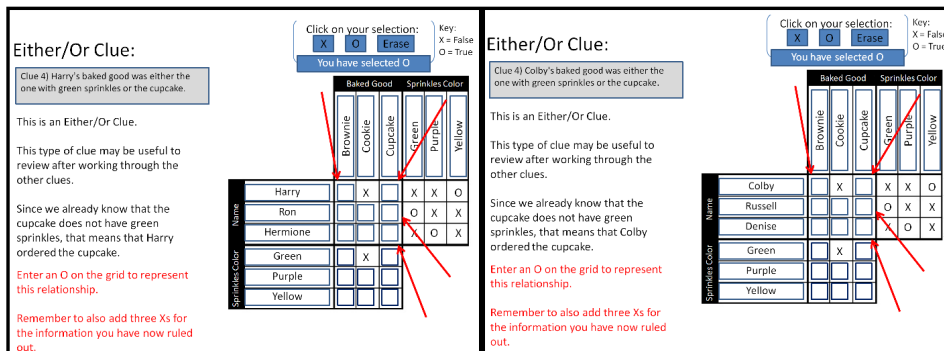 Click on your selection:
X O Erase
You have selected O
Key:
X = False
O = True
Either/Or Clue:
Clue 4) Harry's baked good was either the
one with green sprinkles or the cupcake.
This is an Either/Or Clue.
This type of clue may be useful to
review after working through the
other clues.
Since we already know that the
cupcake does not have green
sprinkles, that means that Harry
ordered the cupcake.
Enter an O on the grid to represent
this relationship.
Remember to also add three Xs for
the information you have now ruled
out.
Baked Good Sprinkles Color
Brownie Cookie Cupcake Green Purple Yellow
Name
Harry X X X O
Ron O X X
Hermione X O X
Sprinkles Color
Green X
Purple
Yellow
Click on your selection:
X O Erase
You have selected O
Key:
X = False
O = True
Either/Or Clue:
Clue 4) Colby's baked good was either the
one with green sprinkles or the cupcake.
This is an Either/Or Clue.
This type of clue may be useful to
review after working through the
other clues.
Since we already know that the
cupcake does not have green
sprinkles, that means that Colby
ordered the cupcake.
Enter an O on the grid to represent
this relationship.
Remember to also add three Xs for
the information you have now ruled
out.
Baked Good Sprinkles Color
Brownie Cookie Cupcake Green Purple Yellow
Name
Colby X X X O
Russell O X X
Denise X O X
Sprinkles Color
Green X
Purple
Yellow